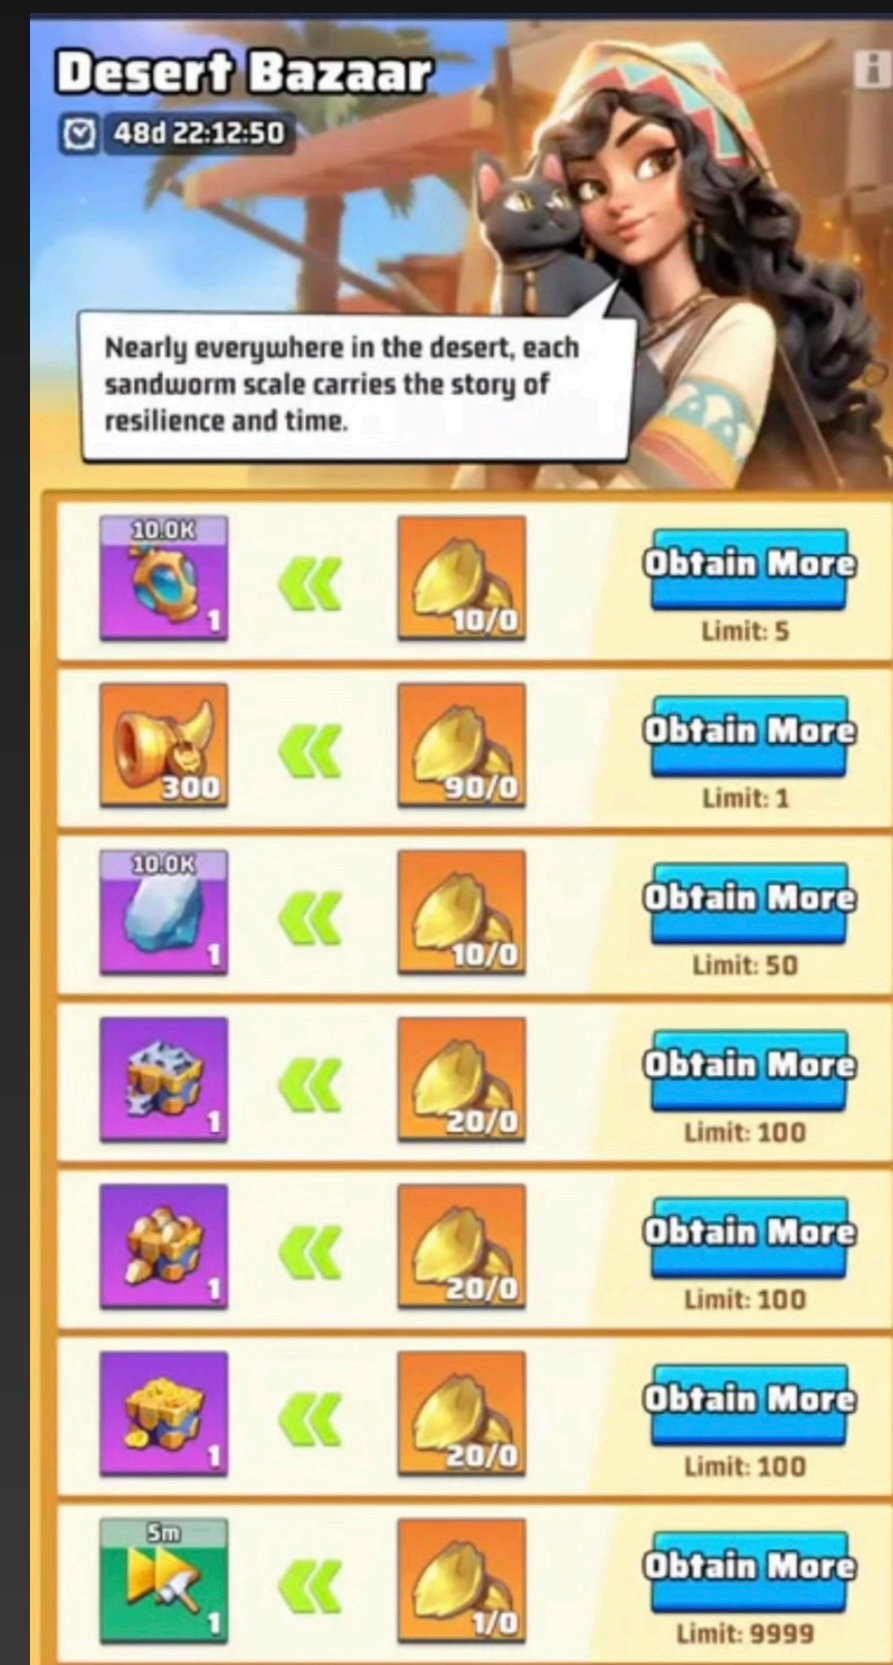 Desert Bazaar
48d 22:12:50
Nearly everywhere in the desert, each
sandworm scale carries the story of
resilience and time.
10.0K
1
10/0
Obtain More
Limit: 5
300
90/0
Obtain More
Limit: 1
10.0K
1
10/0
Obtain More
Limit: 50
1
20/0
Obtain More
Limit: 100
1
20/0
Obtain More
Limit: 100
1
20/0
Obtain More
Limit: 100
5m
1
1/0
Obtain More
Limit: 9999